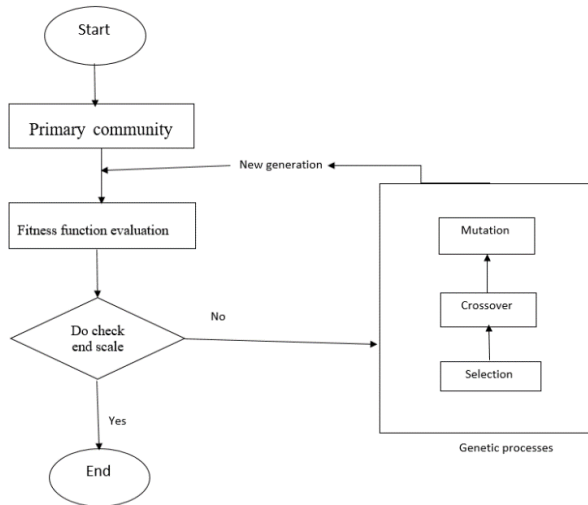 Start
Primary community
New generation
Fitness function evaluation
Do check
end scale
No
Yes
End
Mutation
Crossover
Selection
Genetic processes